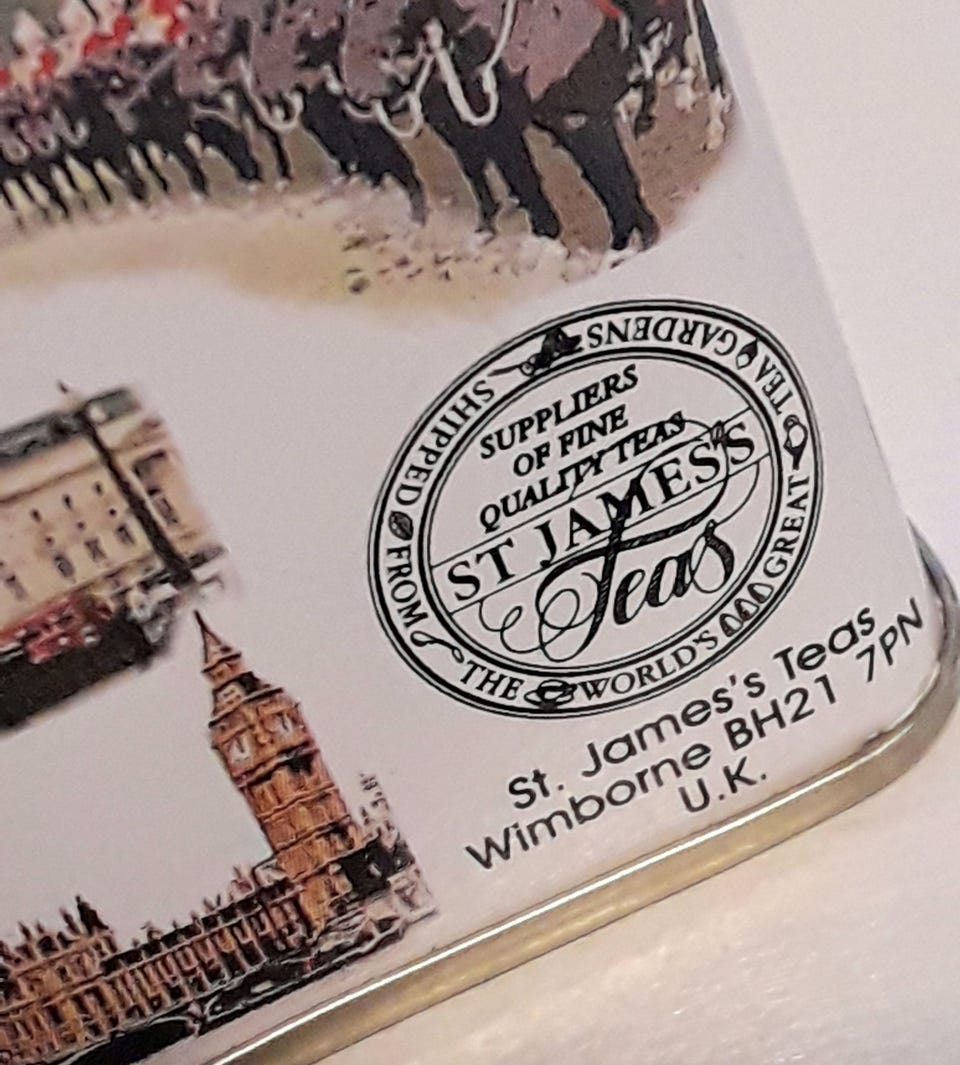 SHIPPED FROM THE WORLD'S GREAT TEA GARDENS
SUPPLIERS
OF FINE
QUALITY TEAS
ST JAMES'S
Teas
St. James's Teas
Wimborne BH21 7PN
U.K.